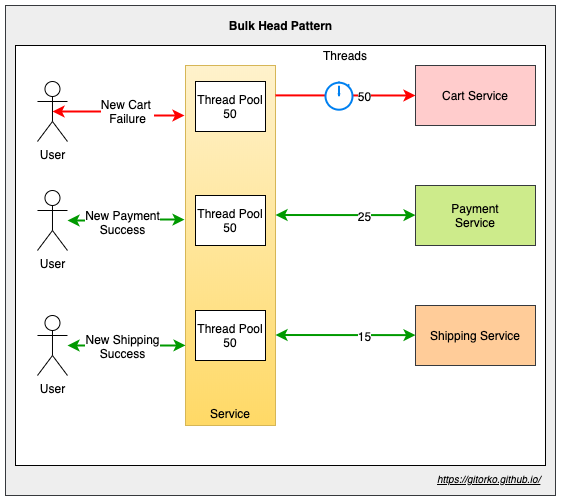 Bulk Head Pattern
Threads
New Cart
Failure
Thread Pool
50
50
Cart Service
User
New Payment
Success
Thread Pool
50
25
Payment
Service
User
New Shipping
Success
Thread Pool
50
15
Shipping Service
User
Service
https://gitorko.github.io/